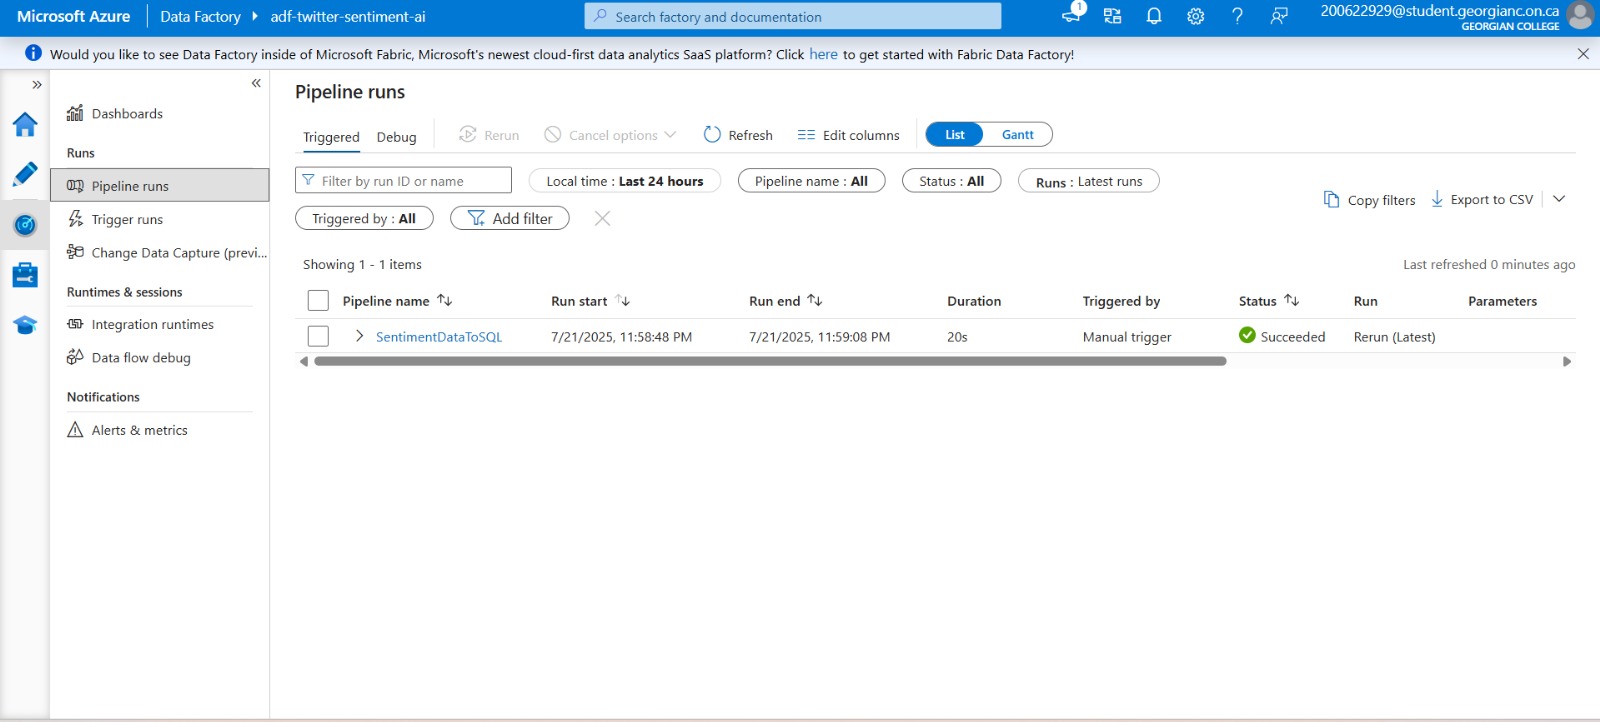 Microsoft Azure Data Factory adf-twitter-sentiment-ai Search factory and documentation 1 200622929@student.georgianc.on.ca
GEORGIAN COLLEGE
Would you like to see Data Factory inside of Microsoft Fabric, Microsoft's newest cloud-first data analytics SaaS platform? Click here to get started with Fabric Data Factory!
Dashboards
Runs
Pipeline runs
Trigger runs
Change Data Capture (previ...
Runtimes & sessions
Integration runtimes
Data flow debug
Notifications
Alerts & metrics
Pipeline runs
Triggered Debug Rerun Cancel options Refresh Edit columns List Gantt
Filter by run ID or name Local time : Last 24 hours Pipeline name : All Status : All Runs : Latest runs
Copy filters Export to CSV
Triggered by : All Add filter
Showing 1 - 1 items Last refreshed 0 minutes ago
Pipeline name Run start Run end Duration Triggered by Status Run Parameters
SentimentDataToSQL 7/21/2025, 11:58:48 PM 7/21/2025, 11:59:08 PM 20s Manual trigger Succeeded Rerun (Latest)